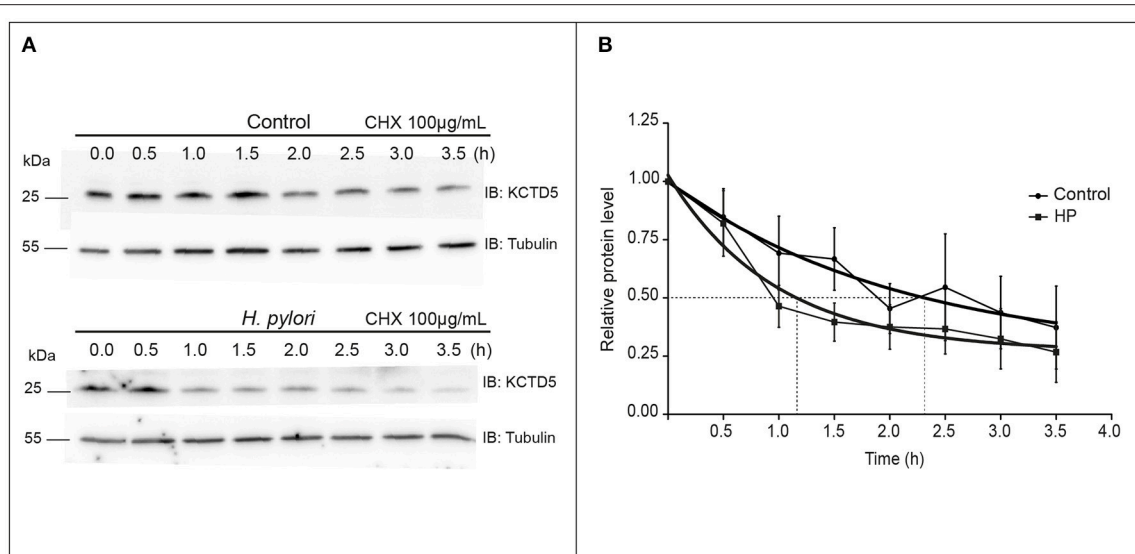 A
Control CHX 100µg/mL
kDa 0.0 0.5 1.0 1.5 2.0 2.5 3.0 3.5 (h)
25 IB: KCTD5
55 IB: Tubulin
H. pylori CHX 100µg/mL
kDa 0.0 0.5 1.0 1.5 2.0 2.5 3.0 3.5 (h)
25 IB: KCTD5
55 IB: Tubulin
B
Relative protein level
1.25
1.00
0.75
0.50
0.25
0.00
0.5 1.0 1.5 2.0 2.5 3.0 3.5 4.0
Time (h)
Control
HP